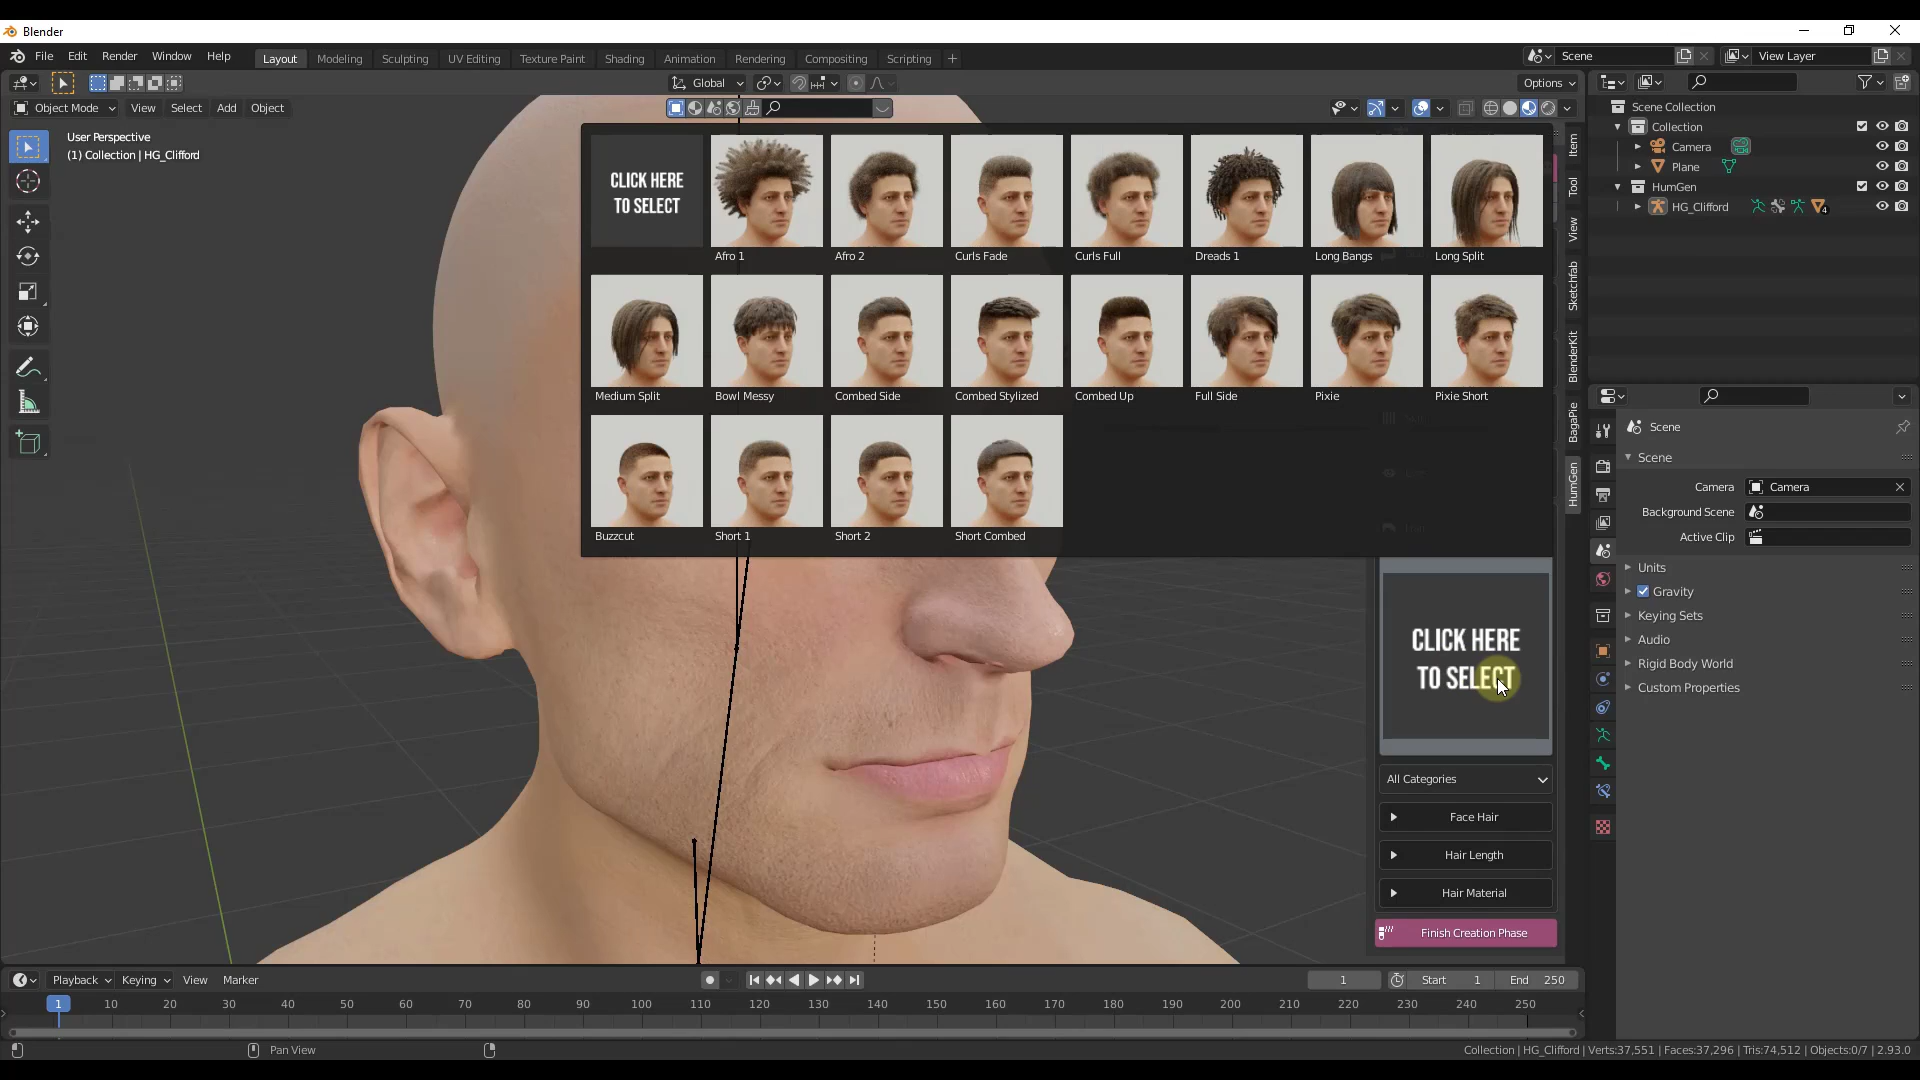 Blender
File Edit Render Window Help
Layout Modeling Sculpting UV Editing Texture Paint Shading Animation Rendering Compositing Scripting +
Scene
View Layer
Global
Options
Object Mode View Select Add Object
User Perspective
(1) Collection | HG_Clifford
CLICK HERE
TO SELECT
Afro 1
Afro 2
Curls Fade
Curls Full
Dreads 1
Long Bangs
Long Split
Medium Split
Bowl Messy
Combed Side
Combed Stylized
Combed Up
Full Side
Pixie
Pixie Short
Buzzcut
Short 1
Short 2
Short Combed
CLICK HERE
TO SELECT
All Categories
Face Hair
Hair Length
Hair Material
Finish Creation Phase
Item
Tool
View
Sketchfab
BlenderKit
BagaPie
HumGen
Scene Collection
Collection
Camera
Plane
HumGen
HG_Clifford
4
Scene
Scene
Camera Camera
Background Scene
Active Clip
Units
Gravity
Keying Sets
Audio
Rigid Body World
Custom Properties
Playback Keying View Marker
1
Start 1
End 250
1 10 20 30 40 50 60 70 80 90 100 110 120 130 140 150 160 170 180 190 200 210 220 230 240 250
Pan View
Collection | HG_Clifford | Verts:37,551 | Faces:37,296 | Tris:74,512 | Objects:0/7 | 2.93.0